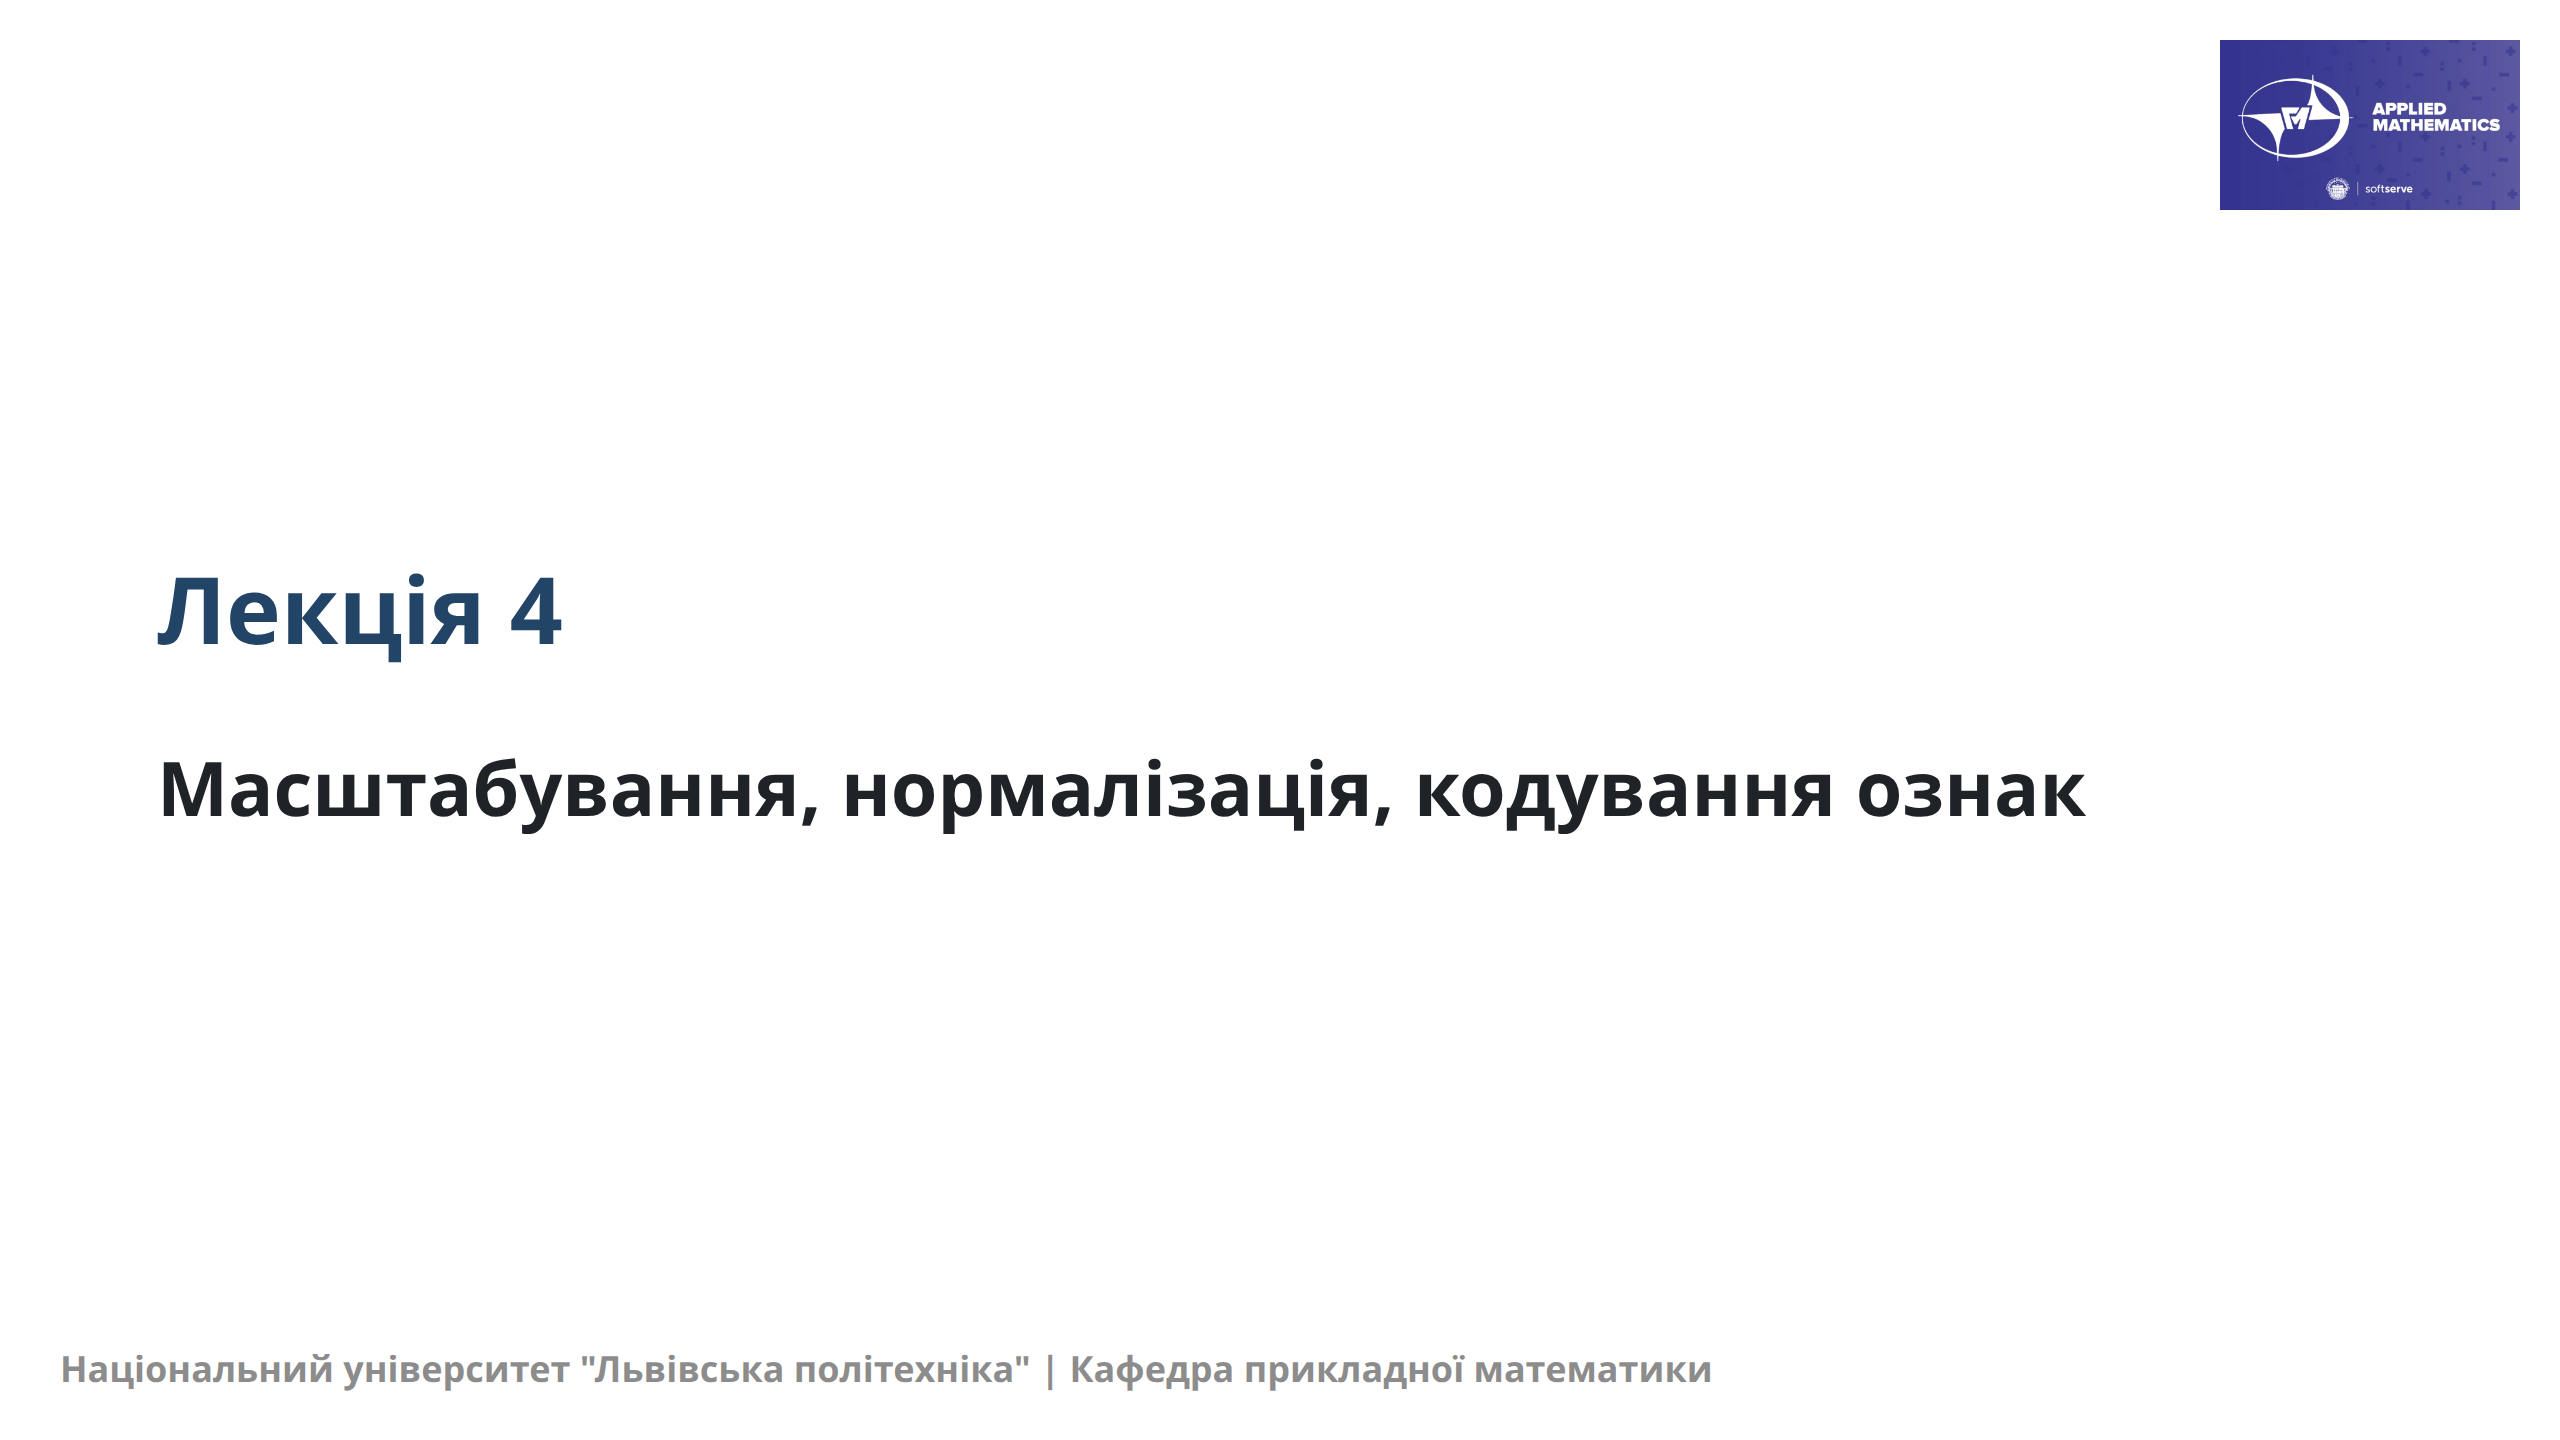 APPLIED
MATHEMATICS
softserve
Лекція 4
Масштабування, нормалізація, кодування ознак
Національний університет "Львівська політехніка" | Кафедра прикладної математики